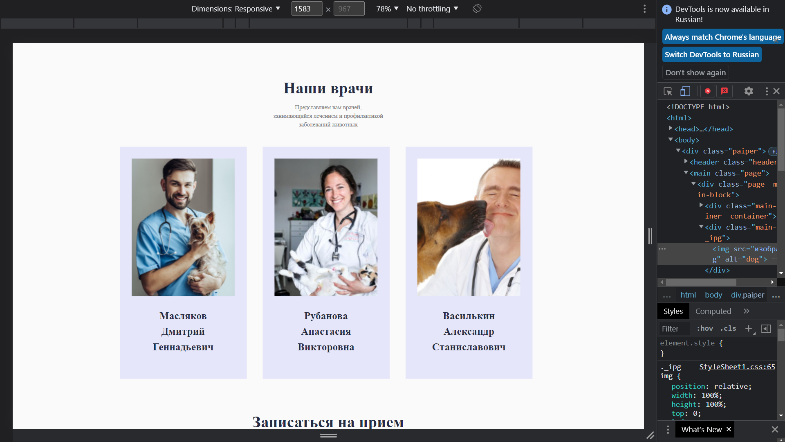 Dimensions: Responsive ▼ 1583 × 967 78% ▼ No throttling ▼
DevTools is now available in
Russian!
Always match Chrome's language
Switch DevTools to Russian
Don't show again
<!DOCTYPE html>
<html>
<head>…</head>
<body>
<div class="paiper">
<header class="header
<main class="page">
<div class="page m
in-block">
<div class="main-
iner container">
<div class="main-
_jpg">
<img src="
g" alt="dog">
</div>
... html body div.paiper ...
Styles Computed »
Filter :hov .cls +
element.style {
}
._ipg StyleSheet1.css:65
img {
position: relative;
width: 100%;
height: 100%;
top: 0;
What's New ×
Наши врачи
Представляем вам врачей,
занимающийся лечением и профилактикой
заболеваний животных
Масляков
Дмитрий
Геннадьевич
Рубанова
Анастасия
Викторовна
Василькин
Александр
Станиславович
Записаться на прием